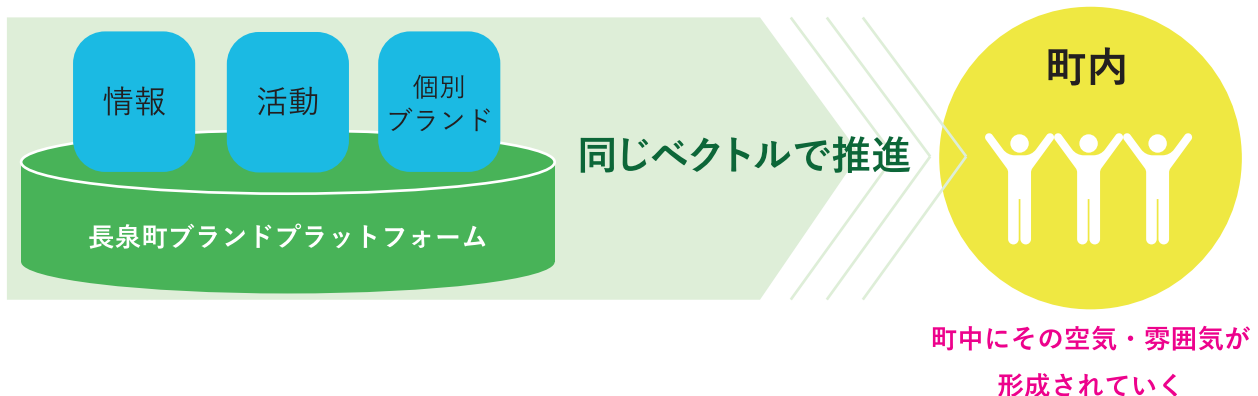 情報
活動
個別
ブランド
長泉町ブランドプラットフォーム
同じベクトルで推進
町内
町中にその空気・雰囲気が
形成されていく